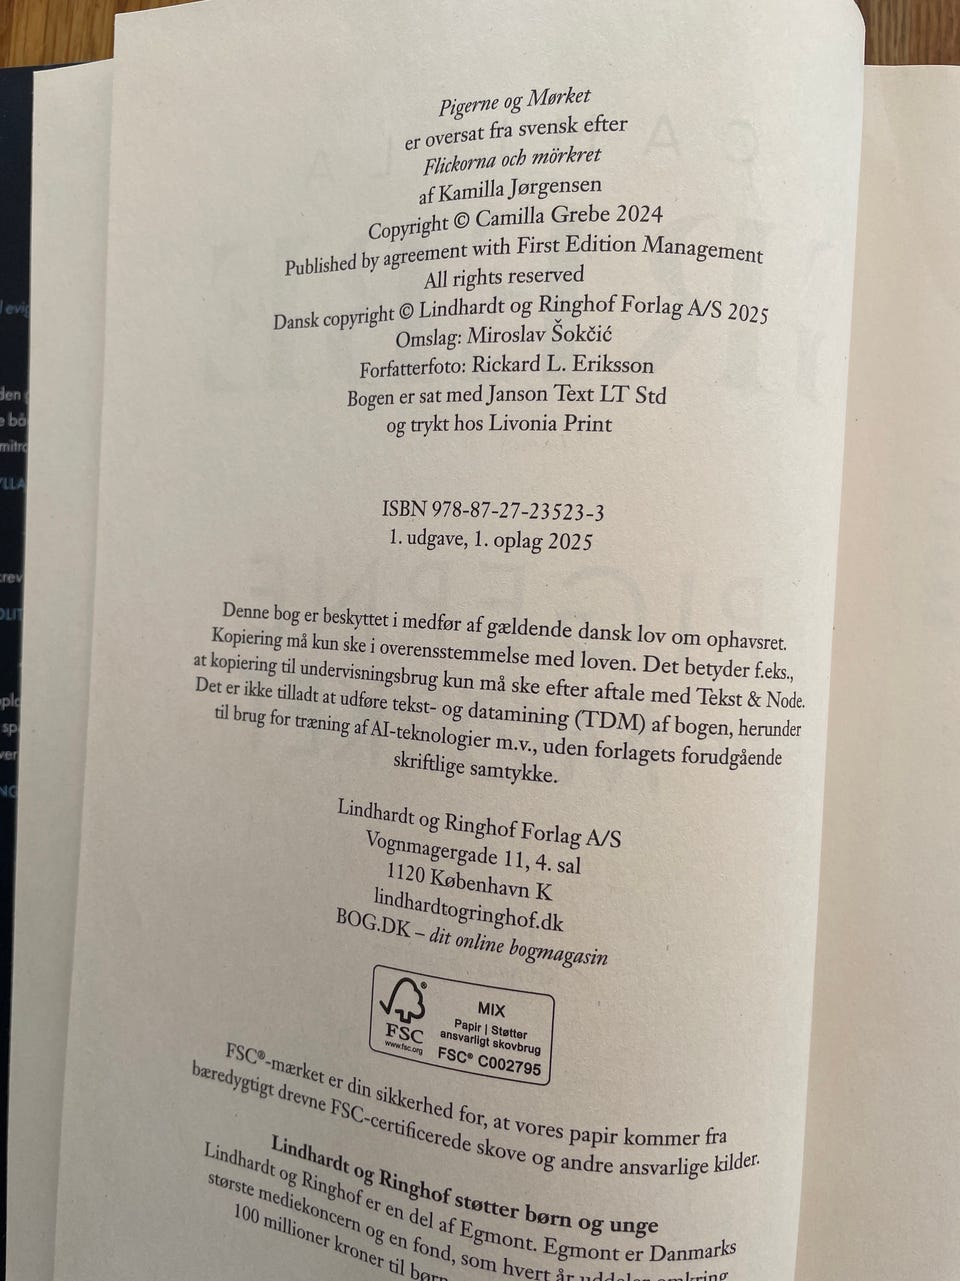 Pigerne og Mørket
er oversat fra svensk efter
Flickorna och mörkret
af Kamilla Jørgensen
Copyright © Camilla Grebe 2024
Published by agreement with First Edition Management
All rights reserved
Dansk copyright © Lindhardt og Ringhof Forlag A/S 2025
Omslag: Miroslav Šokčić
Forfatterfoto: Rickard L. Eriksson
Bogen er sat med Janson Text LT Std
og trykt hos Livonia Print
ISBN 978-87-27-23523-3
1. udgave, 1. oplag 2025
Denne bog er beskyttet i medfør af gældende dansk lov om ophavsret.
Kopiering må kun ske i overensstemmelse med loven. Det betyder f.eks.,
at kopiering til undervisningsbrug kun må ske efter aftale med Tekst & Node.
Det er ikke tilladt at udføre tekst- og datamining (TDM) af bogen, herunder
til brug for træning af AI-teknologier m.v., uden forlagets forudgående
skriftlige samtykke.
Lindhardt og Ringhof Forlag A/S
Vognmagergade 11, 4. sal
1120 København K
lindhardtogringhof.dk
BOG.DK – dit online bogmagasin
FSC
www.fsc.org
MIX
Papir | Støtter
ansvarligt skovbrug
FSC® C002795
FSC®-mærket er din sikkerhed for, at vores papir kommer fra
bæredygtigt drevne FSC-certificerede skove og andre ansvarlige kilder.
Lindhardt og Ringhof støtter børn og unge
Lindhardt og Ringhof er en del af Egmont. Egmont er Danmarks
største mediekoncern og en fond, som hvert år uddeler omkring
100 millioner kroner til børn